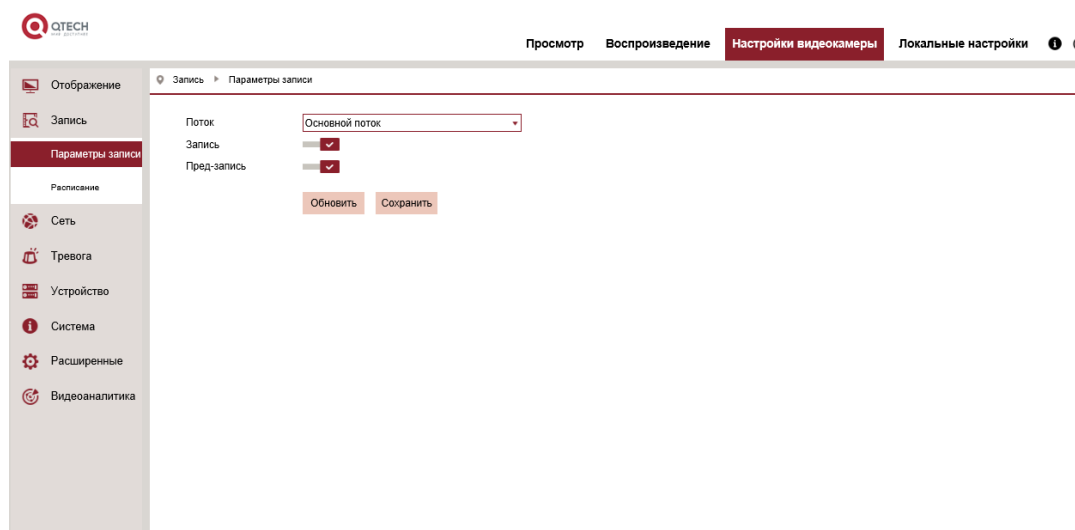 QTECH
Просмотр Воспроизведение Настройки видеокамеры Локальные настройки
Запись Параметры записи
Отображение
Запись
Параметры записи
Расписание
Сеть
Тревога
Устройство
Система
Расширенные
Видеоаналитика
Поток Основной поток
Запись
Пред-запись
Обновить Сохранить